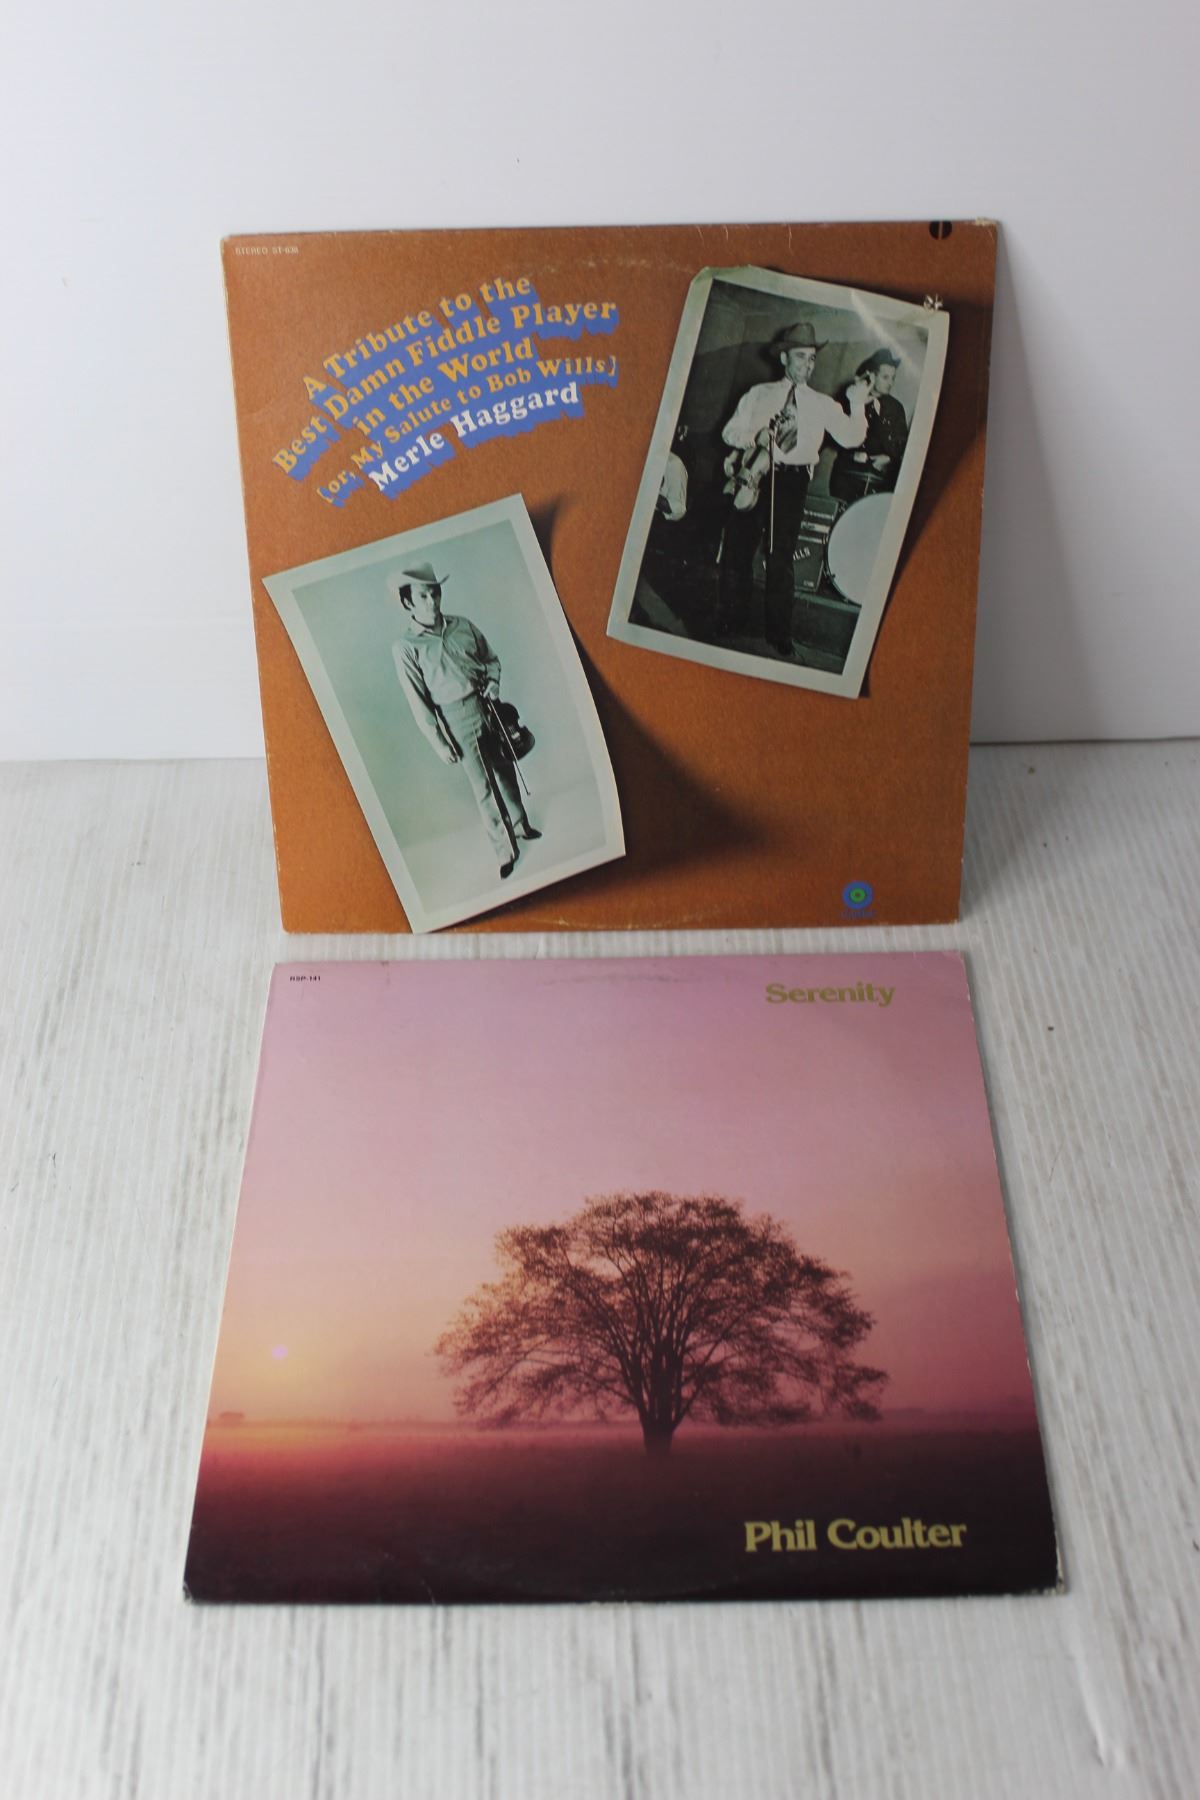 STEREO ST-638
A Tribute to the
Best Damn Fiddle Player
in the World
(or, My Salute to Bob Wills)
Merle Haggard
RSP-141
Serenity
Phil Coulter